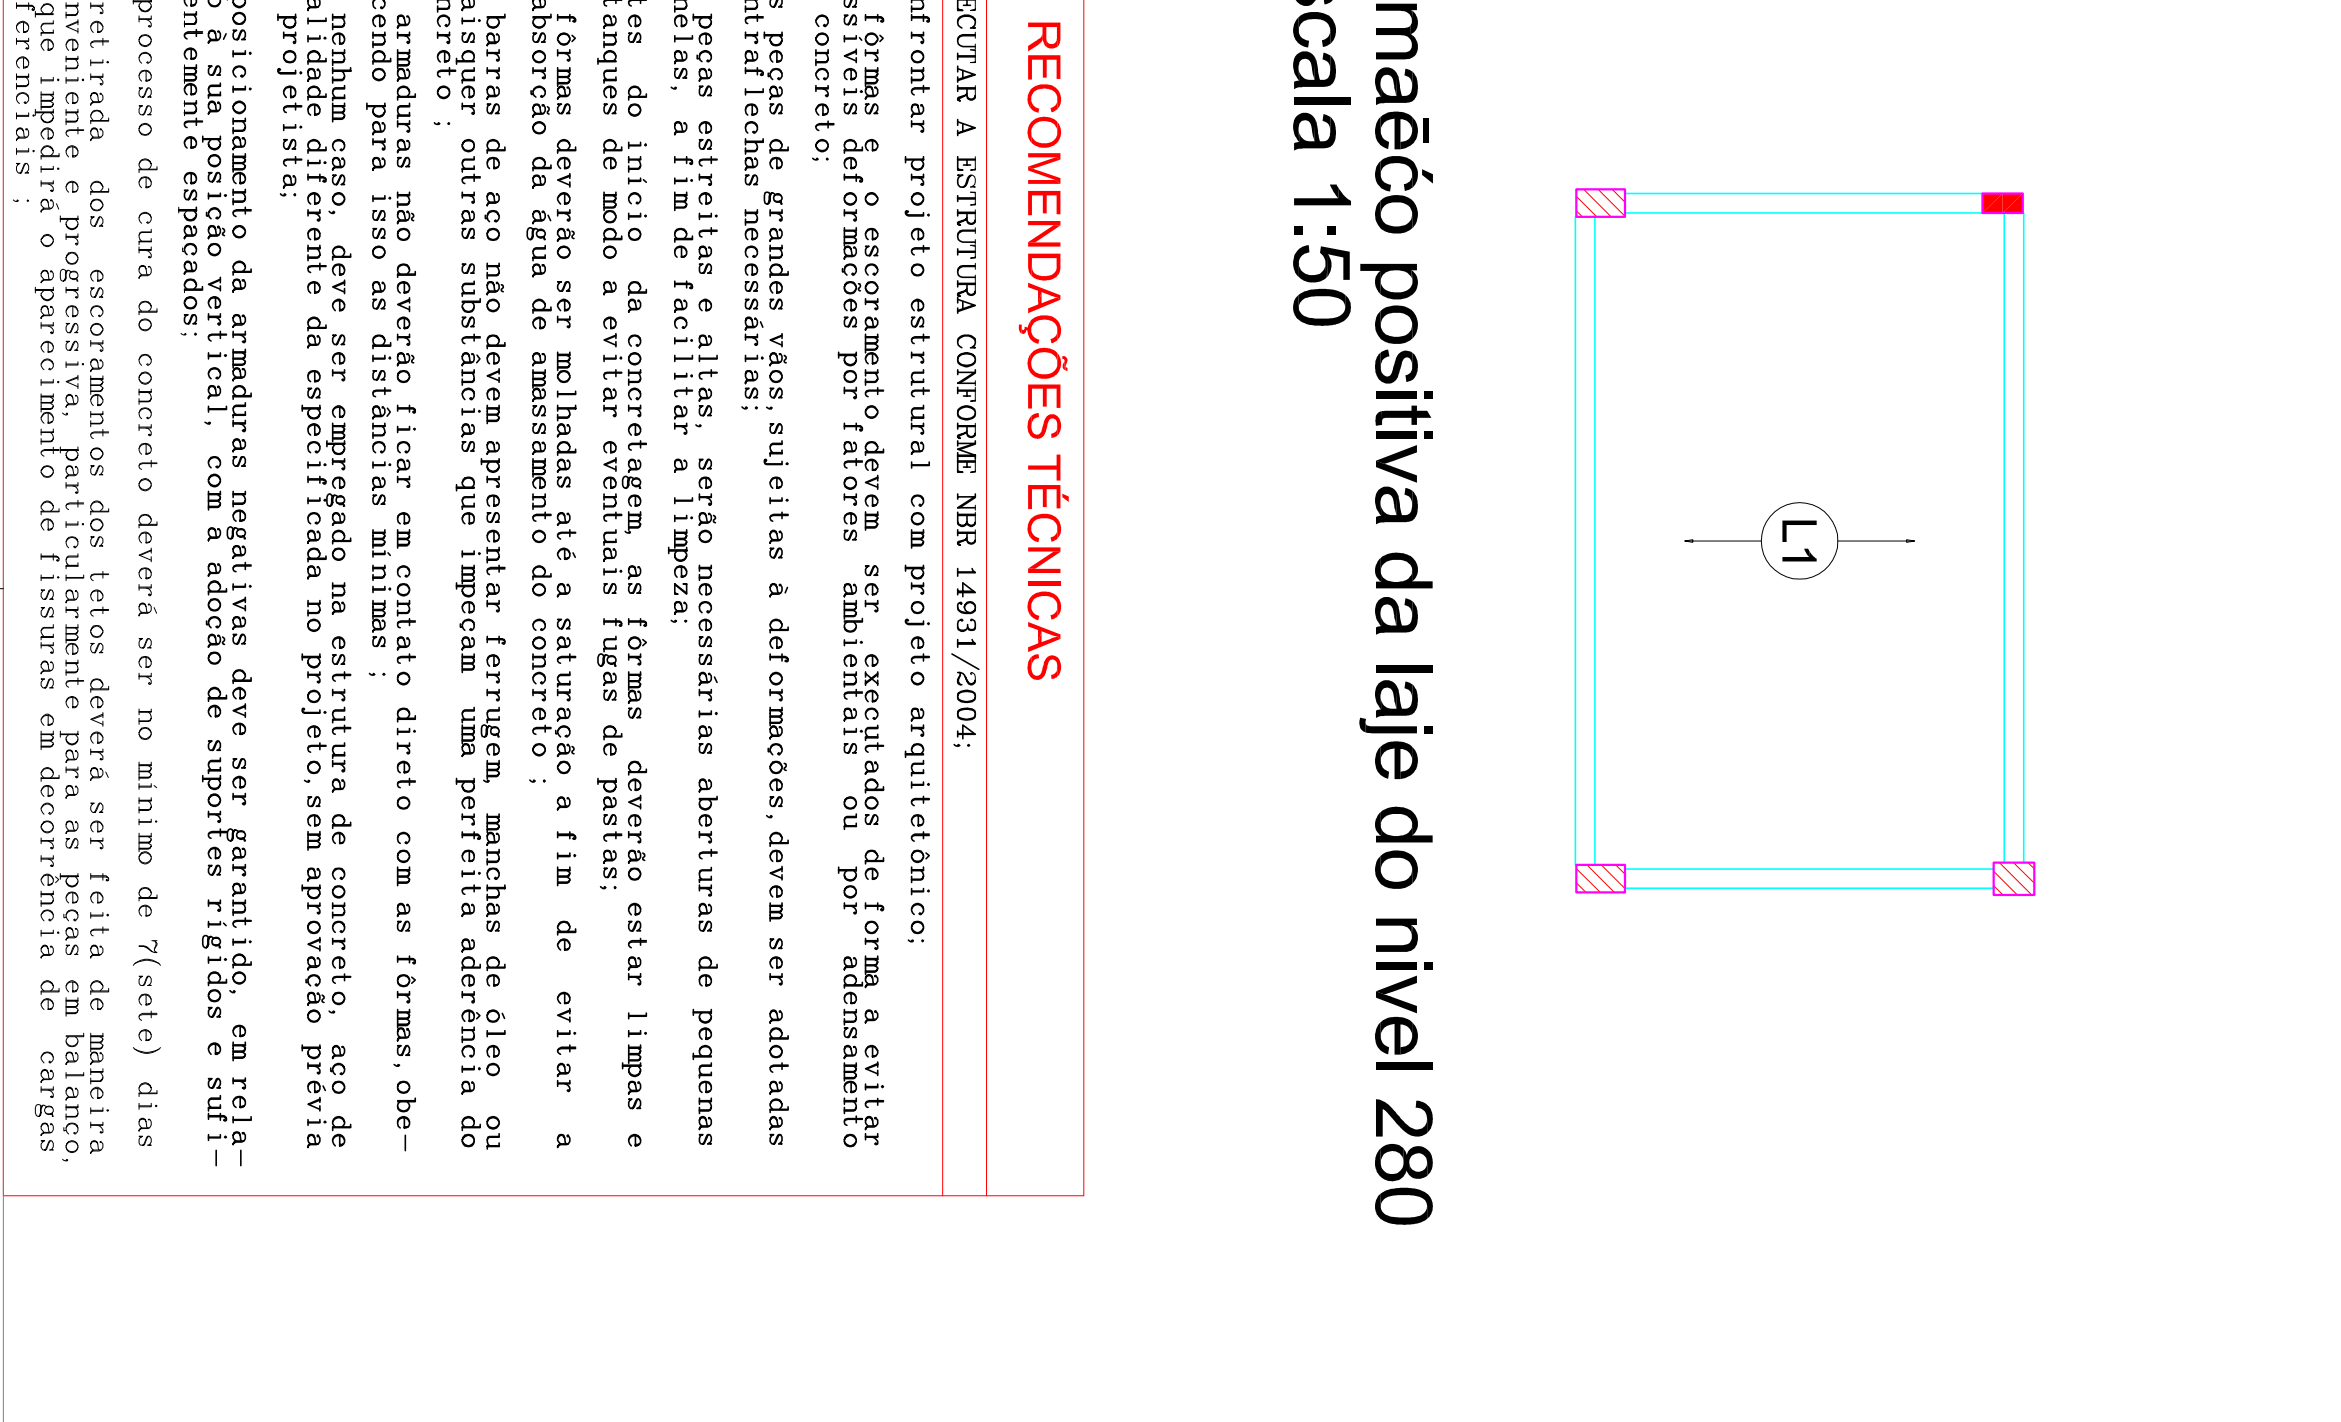 L1
maēćo positiva da laje do nivel 280
scala 1:50
RECOMENDAÇÕES TÉCNICAS
ECUTAR A ESTRUTURA CONFORME NBR 14931/2004;
nfrontar projeto estrutural com projeto arquitetônico;
fôrmas e o escoramento devem ser executados de forma a evitar
ssíveis deformações por fatores ambientais ou por adensamento
concreto;
s peças de grandes vãos,sujeitas à deformações,devem ser adotadas
ntraflechas necessárias;
peças estreitas e altas, serão necessárias aberturas de pequenas
nelas, a fim de facilitar a limpeza;
tes do início da concretagem, as fôrmas deverão estar limpas e
tanques de modo a evitar eventuais fugas de pastas;
fôrmas deverão ser molhadas até a saturação a fim de evitar a
absorção da água de amassamento do concreto ;
barras de aço não devem apresentar ferrugem, manchas de óleo ou
aisquer outras substâncias que impeçam uma perfeita aderência do
ncreto ;
armaduras não deverão ficar em contato direto com as fôrmas,obe-
cendo para isso as distâncias mínimas ;
nenhum caso, deve ser empregado na estrutura de concreto, aço de
alidade diferente da especificada no projeto,sem aprovação prévia
projetista;
posicionamento da armaduras negativas deve ser garantido, em rela-
o à sua posição vertical, com a adoção de suportes rígidos e sufi-
entemente espaçados;
processo de cura do concreto deverá ser no mínimo de 7(sete) dias
retirada dos escoramentos dos tetos deverá ser feita de maneira
nveniente e progressiva, particularmente para as peças em balanço,
que impedirá o aparecimento de fissuras em decorrência de cargas
ferenciais ;